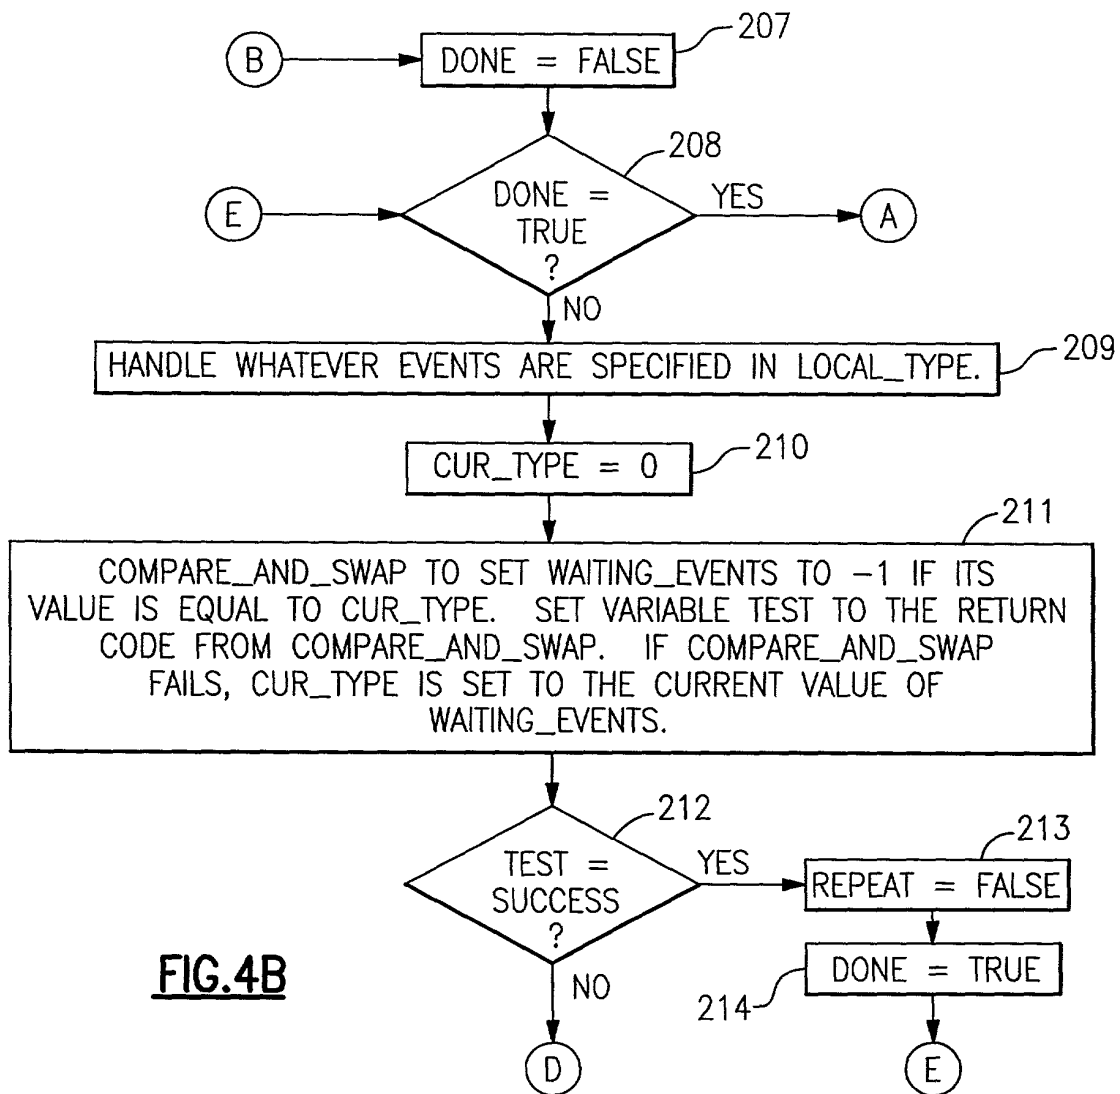 207
B
DONE = FALSE
208
E
DONE =
TRUE
?
YES
A
NO
HANDLE WHATEVER EVENTS ARE SPECIFIED IN LOCAL_TYPE.
209
CUR_TYPE = 0
210
211
COMPARE_AND_SWAP TO SET WAITING_EVENTS TO -1 IF ITS
VALUE IS EQUAL TO CUR_TYPE. SET VARIABLE TEST TO THE RETURN
CODE FROM COMPARE_AND_SWAP. IF COMPARE_AND_SWAP
FAILS, CUR_TYPE IS SET TO THE CURRENT VALUE OF
WAITING_EVENTS.
212
TEST =
SUCCESS
?
YES
213
REPEAT = FALSE
DONE = TRUE
214
NO
D
E
FIG.4B